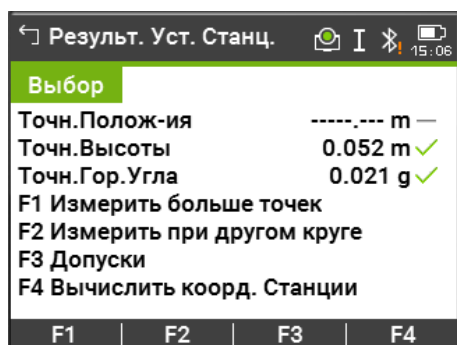 Результ. Уст. Станц. I 15:06
Выбор
Точн.Полож-ия -----.--- m —
Точн.Высоты 0.052 m ✓
Точн.Гор.Угла 0.021 g ✓
F1 Измерить больше точек
F2 Измерить при другом круге
F3 Допуски
F4 Вычислить коорд. Станции
F1 | F2 | F3 | F4